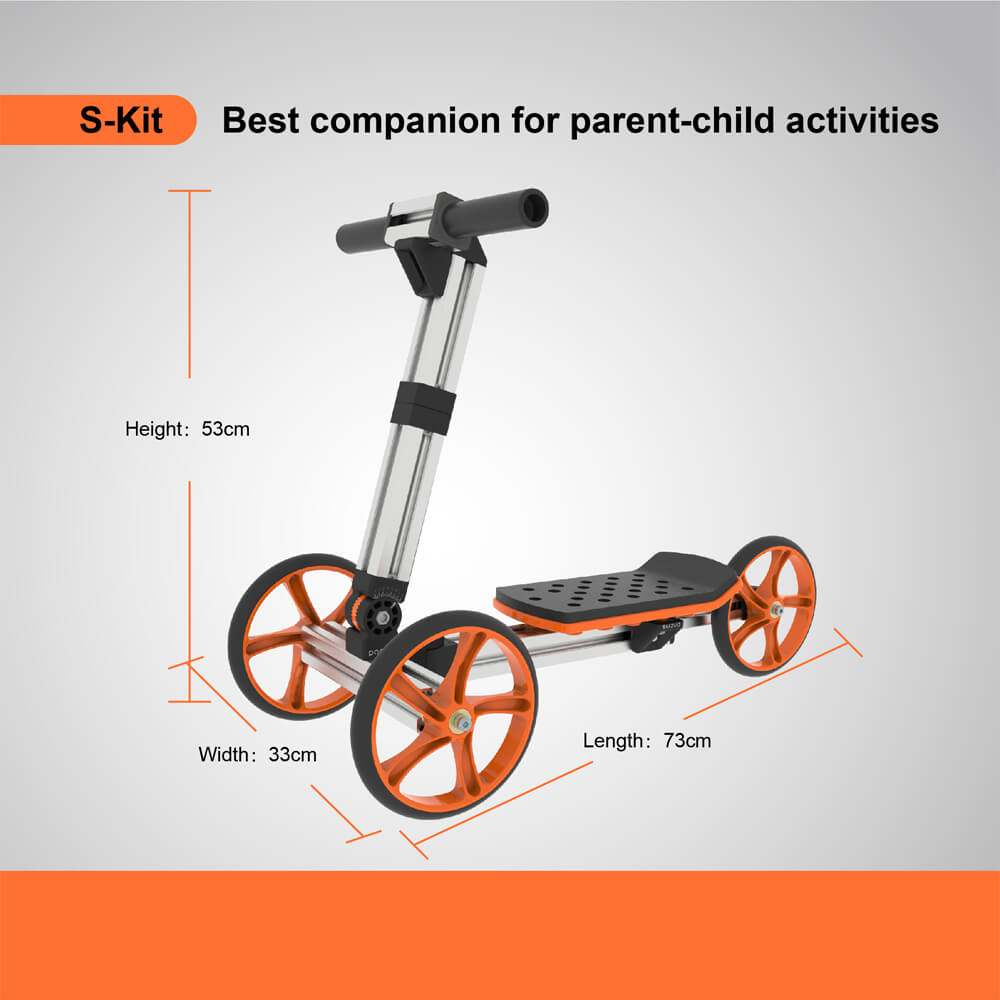 S-Kit
Best companion for parent-child activities
Height：53cm
Width：33cm
Length：73cm